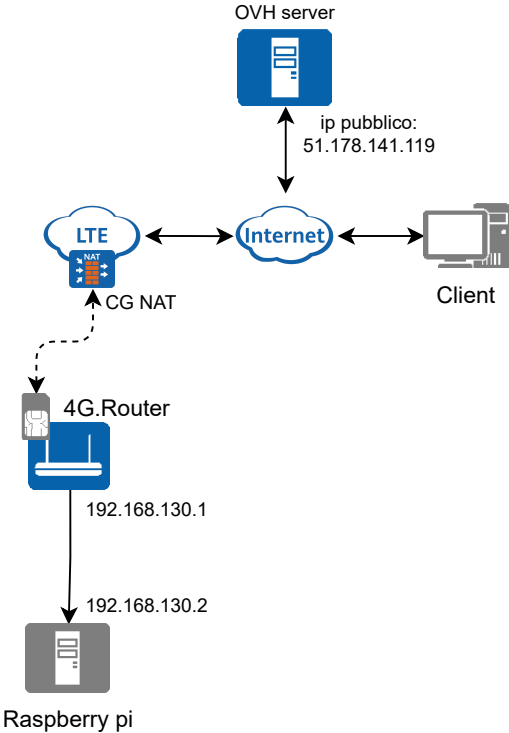 OVH server
ip pubblico:
51.178.141.119
LTE
Internet
NAT
Client
CG NAT
4G.Router
192.168.130.1
192.168.130.2
Raspberry pi